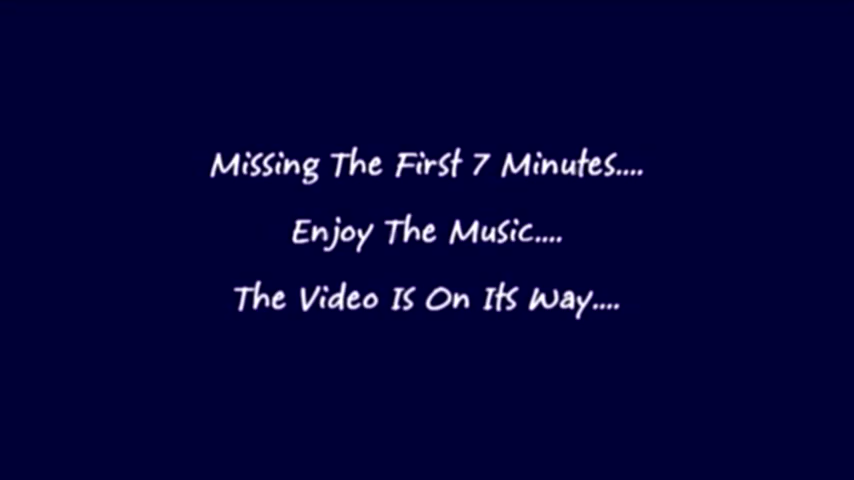 Missing The First 7 Minutes....
Enjoy The Music....
The Video Is On Its Way....